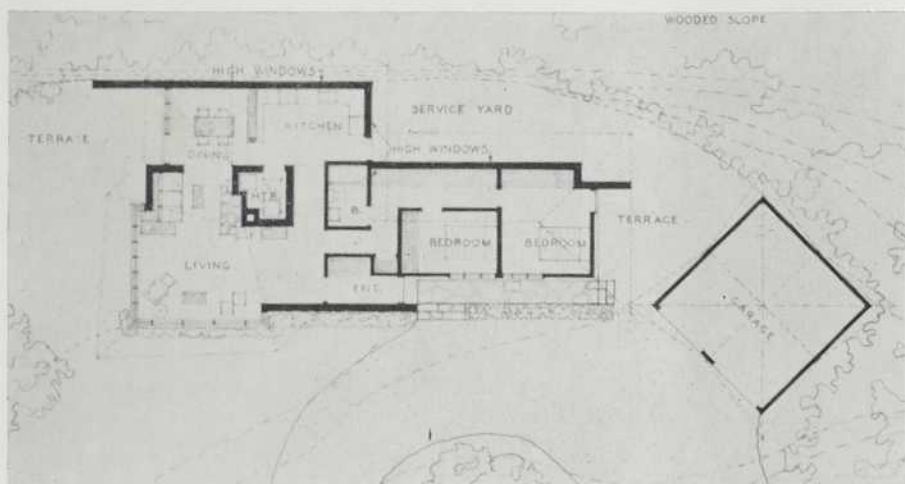 WOODED SLOPE
HIGH WINDOWS
SERVICE YARD
KITCHEN
TERRACE
DINING
HIGH WINDOWS
HTR.
B.
TERRACE
BEDROOM
BEDROOM
LIVING
ENT.
GARAGE